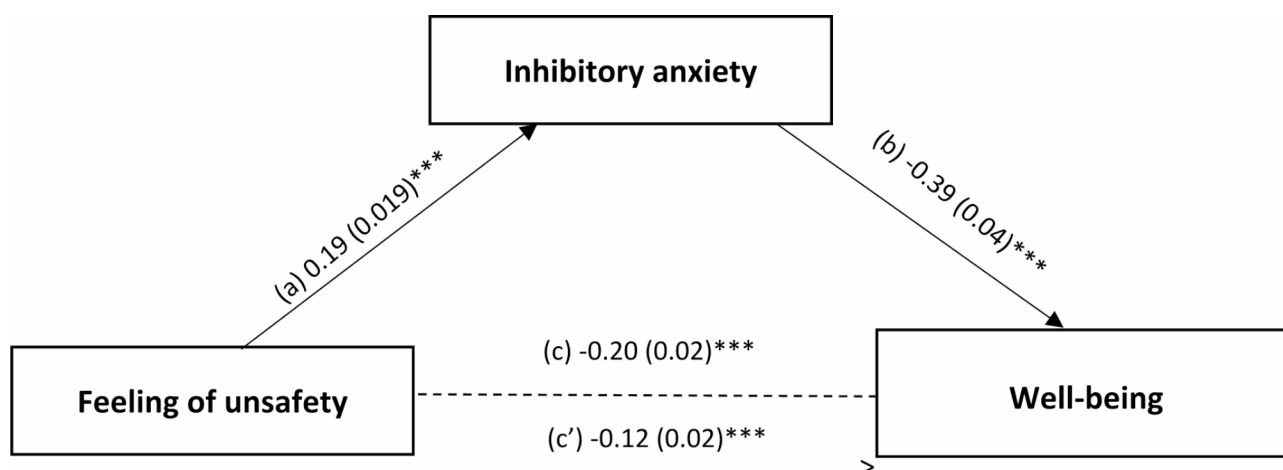 Inhibitory anxiety
(a) 0.19 (0.019)***
(b) -0.39 (0.04)***
(c) -0.20 (0.02)***
Feeling of unsafety
Well-being
(c’) -0.12 (0.02)***
>